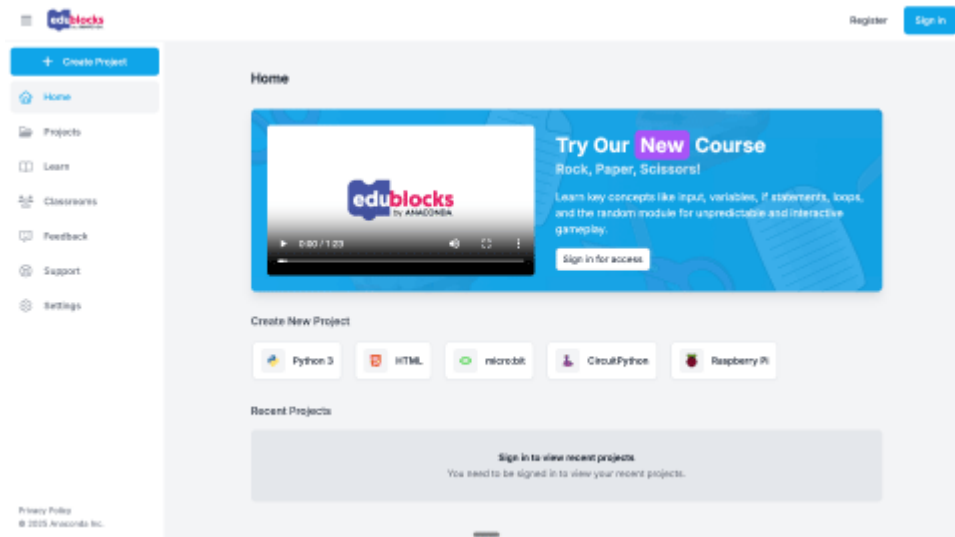 edublocks
Register
Sign in
+ Create Project
Home
Projects
Learn
Classrooms
Feedback
Support
Settings
Privacy Policy
© 2025 Anaconda Inc.
Home
edublocks
by ANACONDA
0:00 / 1:23
Try Our New Course
Rock, Paper, Scissors!
Learn key concepts like input, variables, if statements, loops,
and the random module for unpredictable and interactive
gameplay.
Sign in for access
Create New Project
Python 3
HTML
micro:bit
CircuitPython
Raspberry Pi
Recent Projects
Sign in to view recent projects
You need to be signed in to view your recent projects.